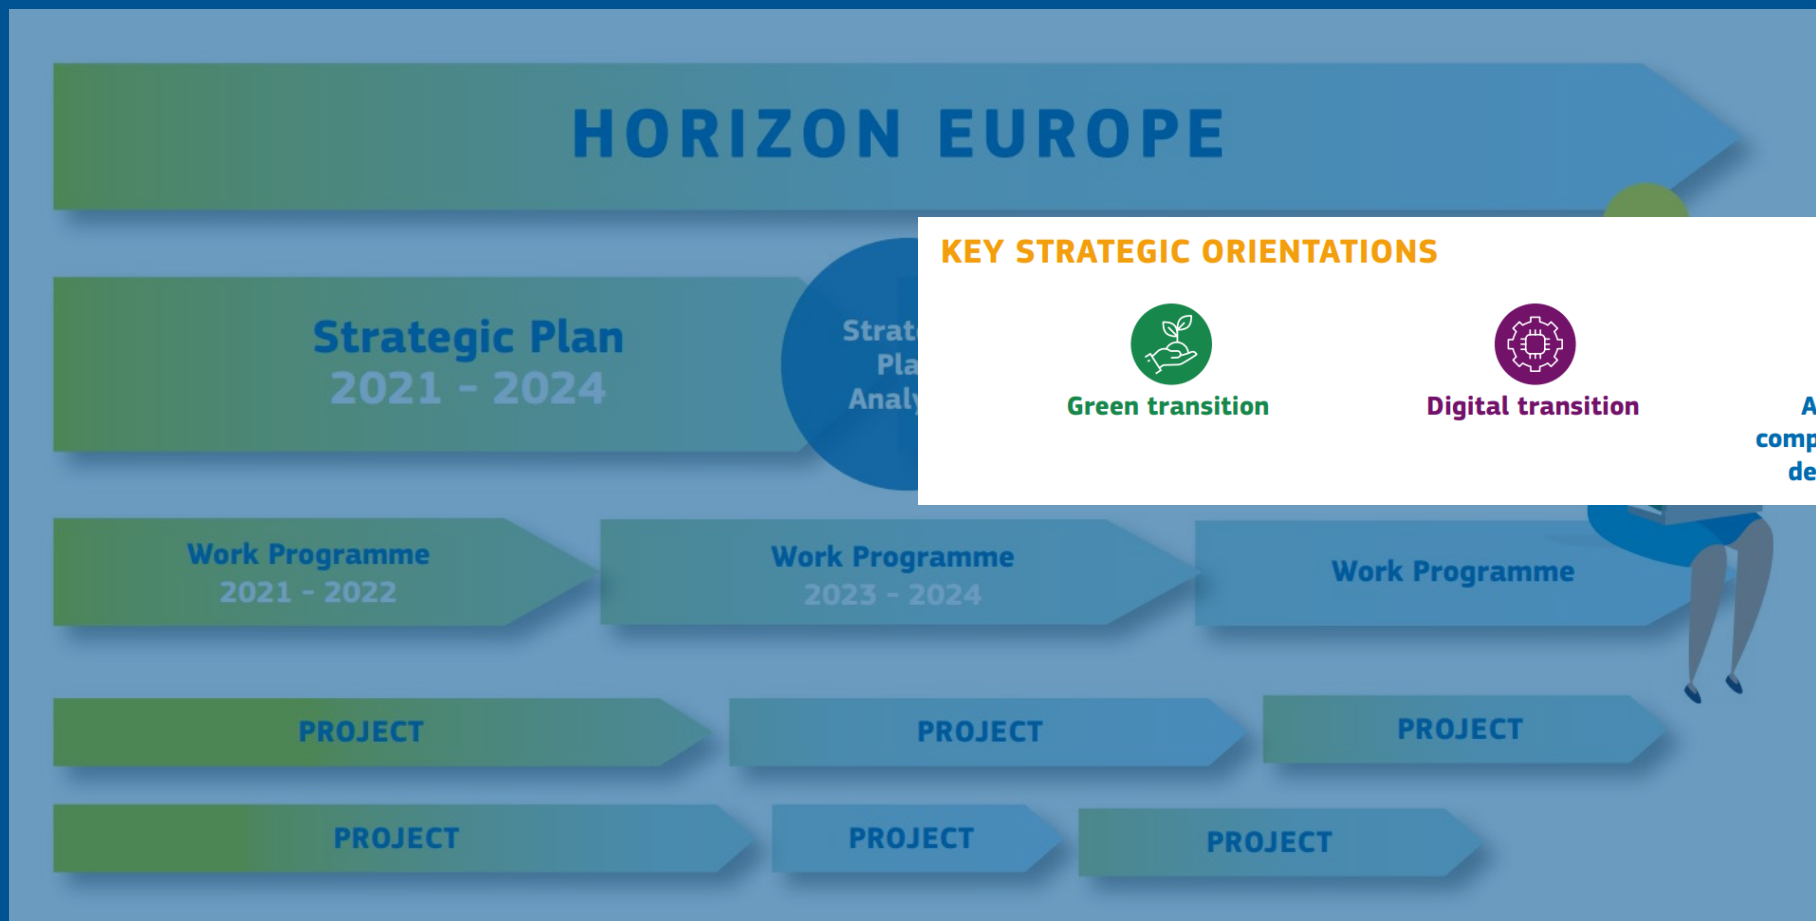 HORIZON EUROPE
KEY STRATEGIC ORIENTATIONS
Strategic Plan
2021 - 2024
Green transition
Digital transition
Work Programme
2021 - 2022
Work Programme
2023 - 2024
Work Programme
PROJECT
PROJECT
PROJECT
PROJECT
PROJECT
PROJECT